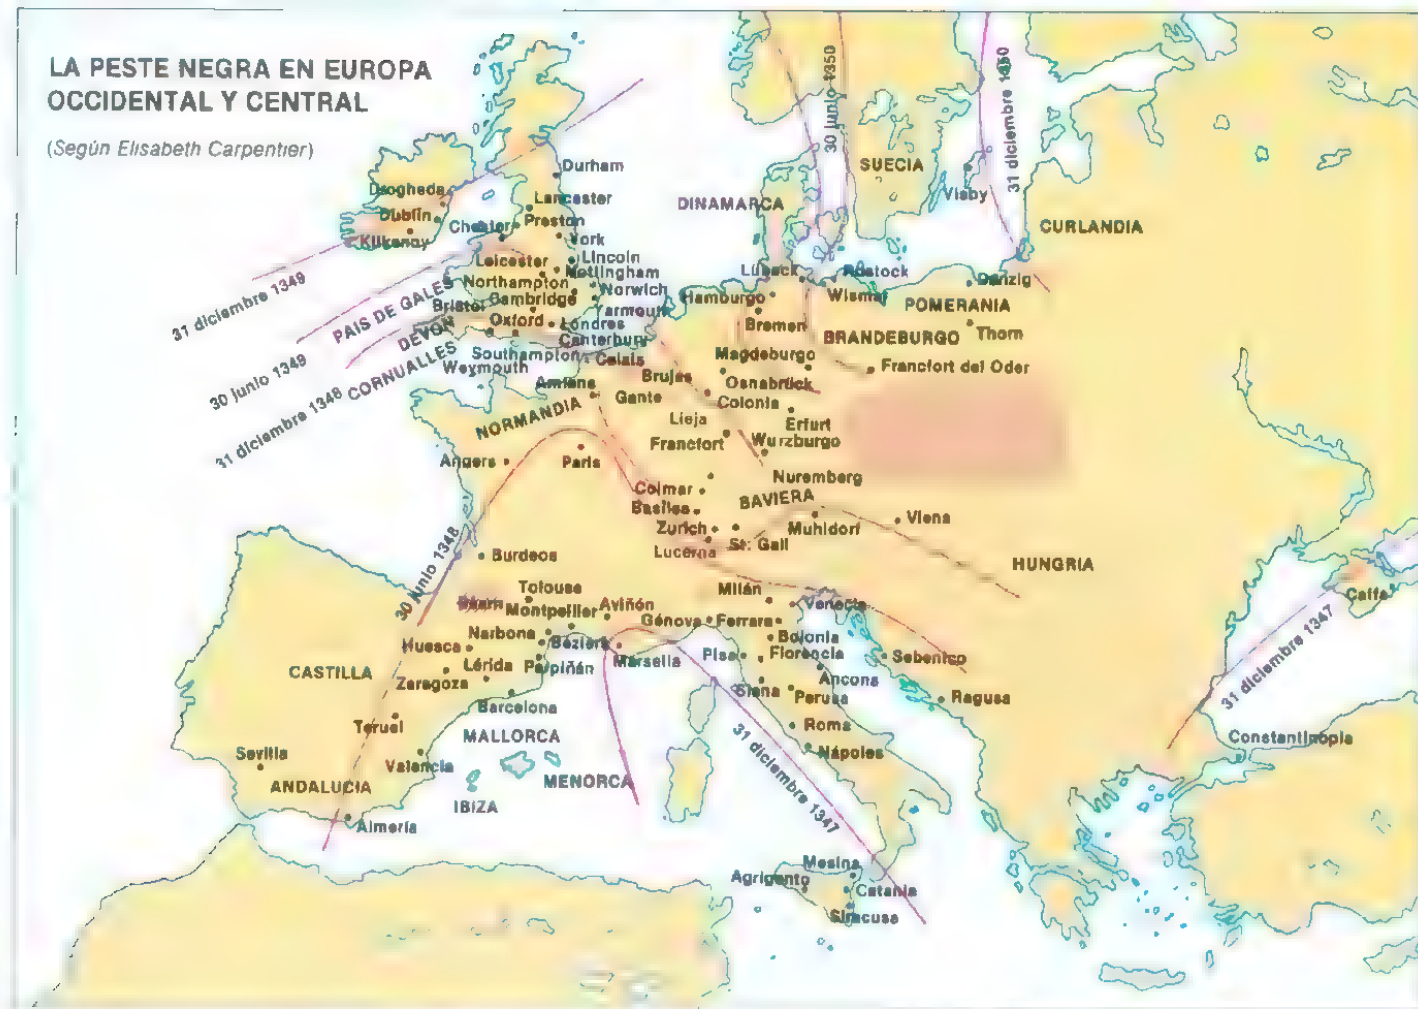 LA PESTE NEGRA EN EUROPA
OCCIDENTAL Y CENTRAL
(Según Elisabeth Carpentier)
30 junio 1350
31 diciembre 1350
SUECIA
Visby
DINAMARCA
CURLANDIA
Durham
Drogheda
Lancaster
Dublín
Chester
Preston
Kilkenny
York
Lincoln
Leicester
Nottingham
Northampton
Norwich
Bristol
Cambridge
Yarmouth
Oxford
Londres
Canterbury
Southampton
Calais
Weymouth
31 diciembre 1349
PAIS DE GALES
DEVON
30 junio 1349
CORNUALLES
31 diciembre 1348
Lübeck
Rostock
Danzig
Hamburgo
Wismar
POMERANIA
Bremen
BRANDEBURGO
Thorn
Magdeburgo
Francfort del Oder
Brujas
Osnabrück
Amiens
Gante
Colonia
NORMANDIA
Lieja
Erfurt
Francfort
Wurzburgo
Angers
París
Nuremberg
Colmar
BAVIERA
Basilea
Viena
Zurich
Muhldorf
Lucerna
St. Gall
HUNGRIA
30 junio 1348
Burdeos
Tolouse
Milán
Venecia
Caffa
Montpellier
Aviñón
Génova
Ferrara
Narbona
Béziers
Bolonia
Huesca
Marsella
Pisa
Florencia
Sebenico
CASTILLA
Lérida
Perpiñán
Ancona
Zaragoza
Siena
Perusa
Ragusa
31 diciembre 1347
Barcelona
Teruel
MALLORCA
Roma
Constantinopla
Sevilla
Valencia
MENORCA
Nápoles
ANDALUCIA
IBIZA
31 diciembre 1347
Almería
Mesina
Agrigento
Catania
Siracusa